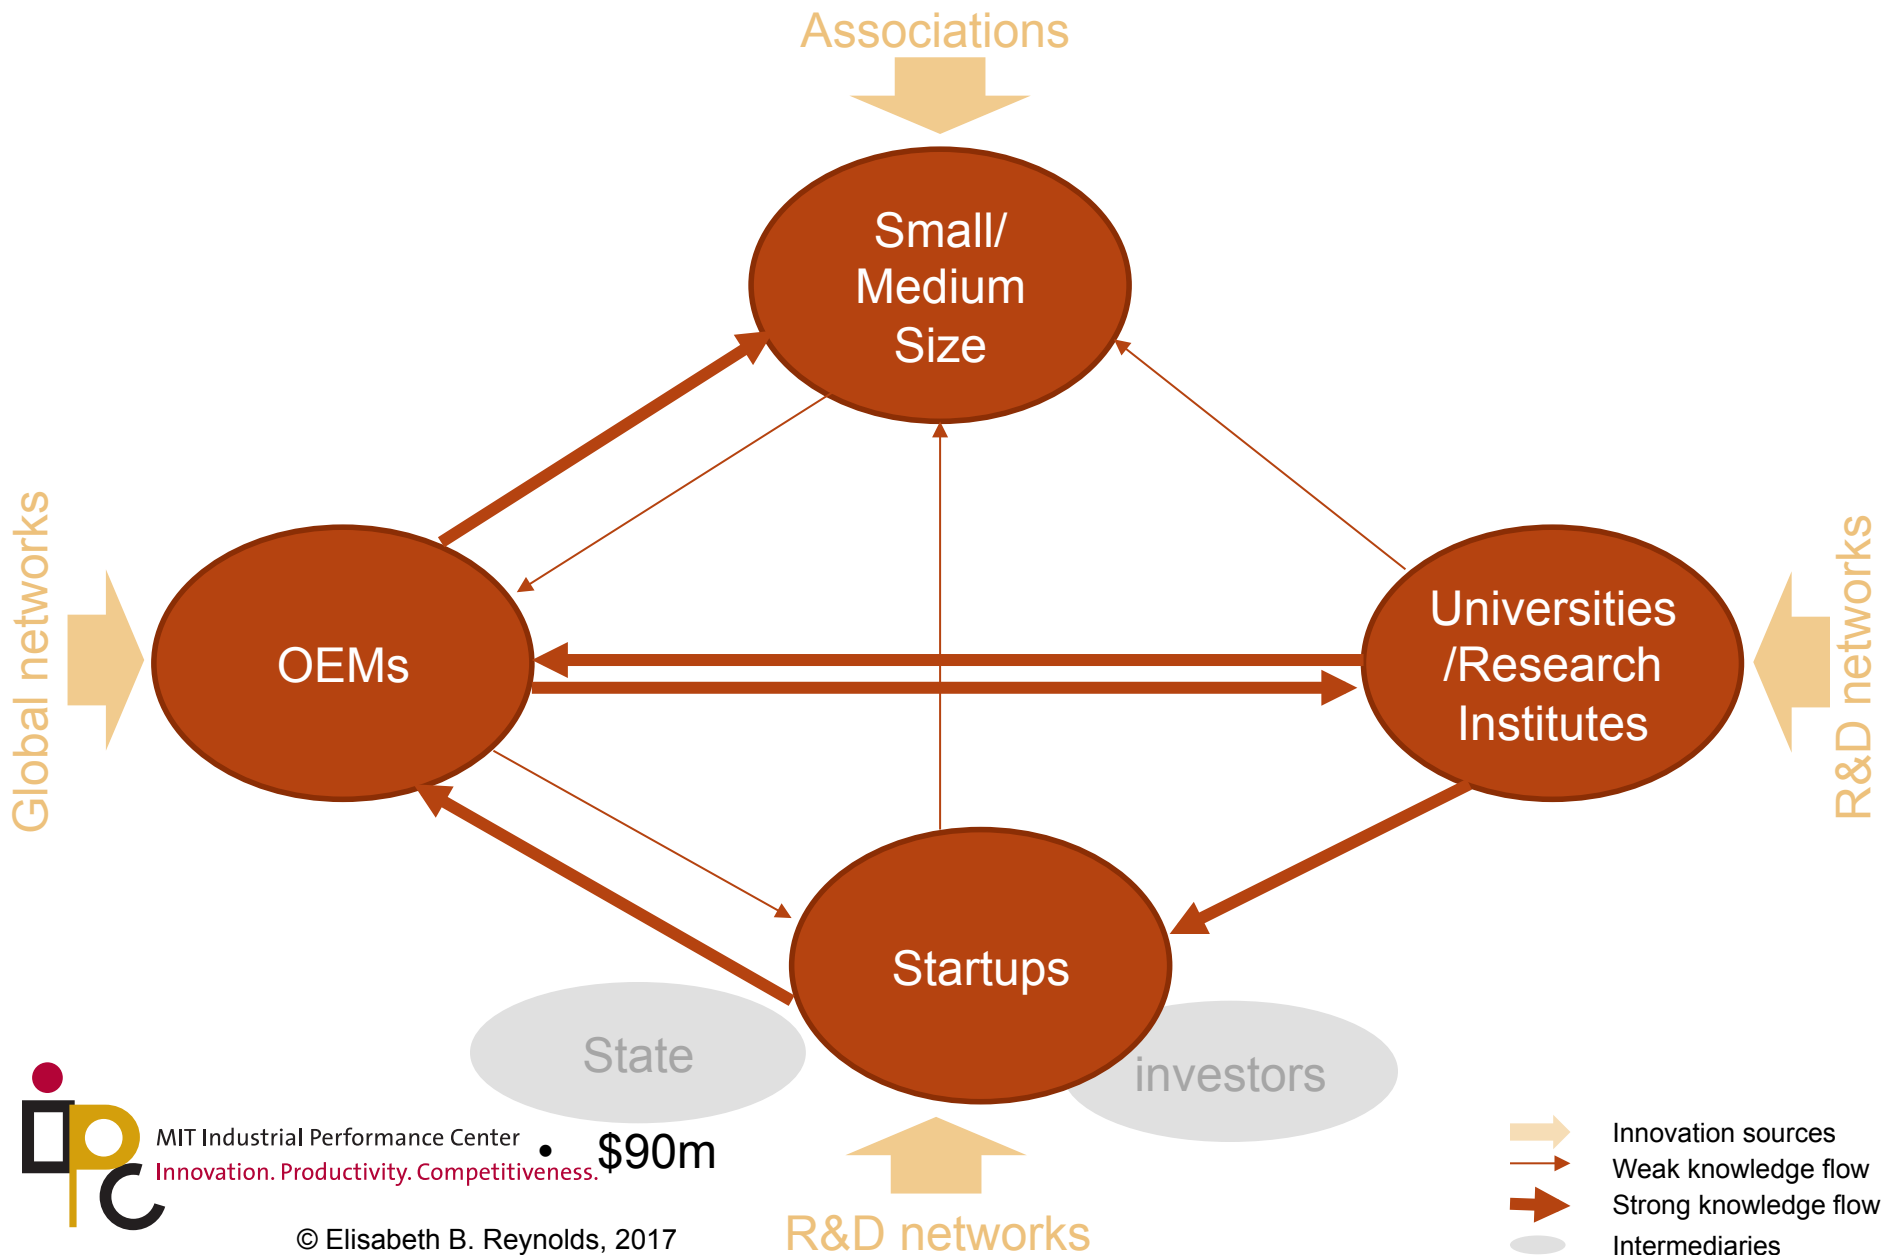 Associations
Small/
Medium
Size
Global networks
OEMs
Universities
/Research
Institutes
R&D networks
Startups
State
investors
MIT Industrial Performance Center
Innovation. Productivity. Competitiveness.
• $90m
© Elisabeth B. Reynolds, 2017
R&D networks
Innovation sources
Weak knowledge flow
Strong knowledge flow
Intermediaries
iPC